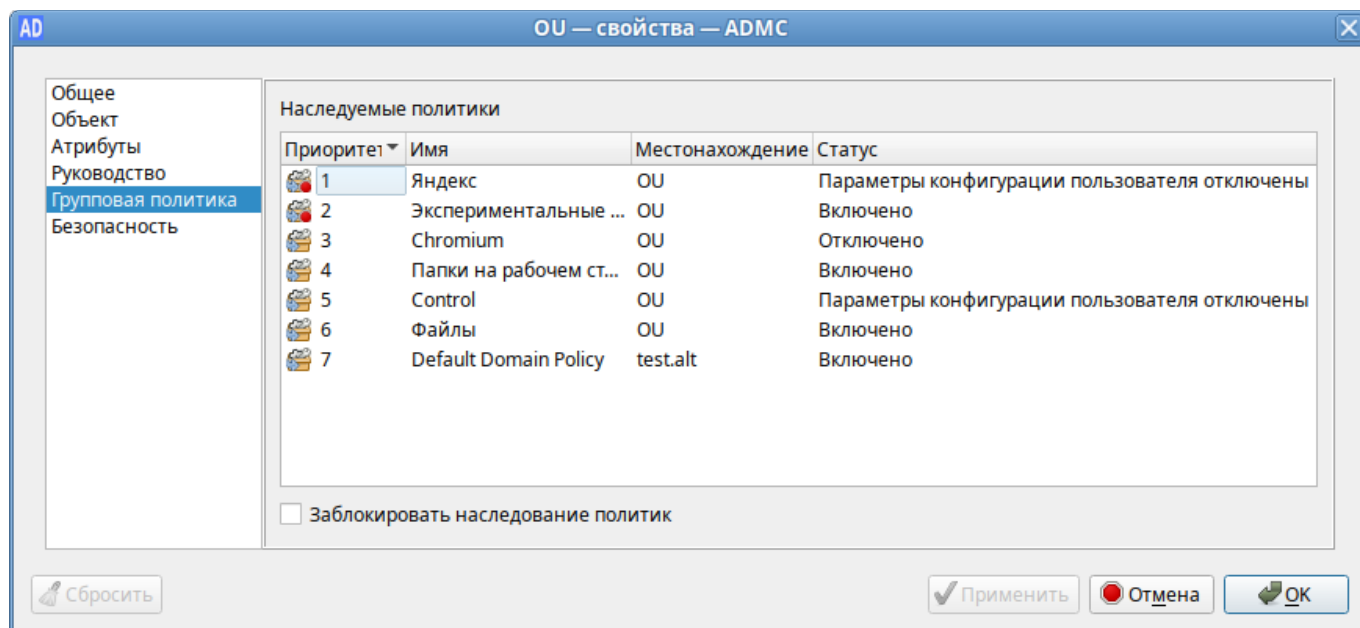 AD OU — свойства — ADMC
Общее
Объект
Атрибуты
Руководство
Групповая политика
Безопасность
Наследуемые политики
Приоритет Имя Местонахождение Статус
1 Яндекс OU Параметры конфигурации пользователя отключены
2 Экспериментальные ... OU Включено
3 Chromium OU Отключено
4 Папки на рабочем ст... OU Включено
5 Control OU Параметры конфигурации пользователя отключены
6 Файлы OU Включено
7 Default Domain Policy test.alt Включено
Заблокировать наследование политик
Сбросить Применить Отмена OK